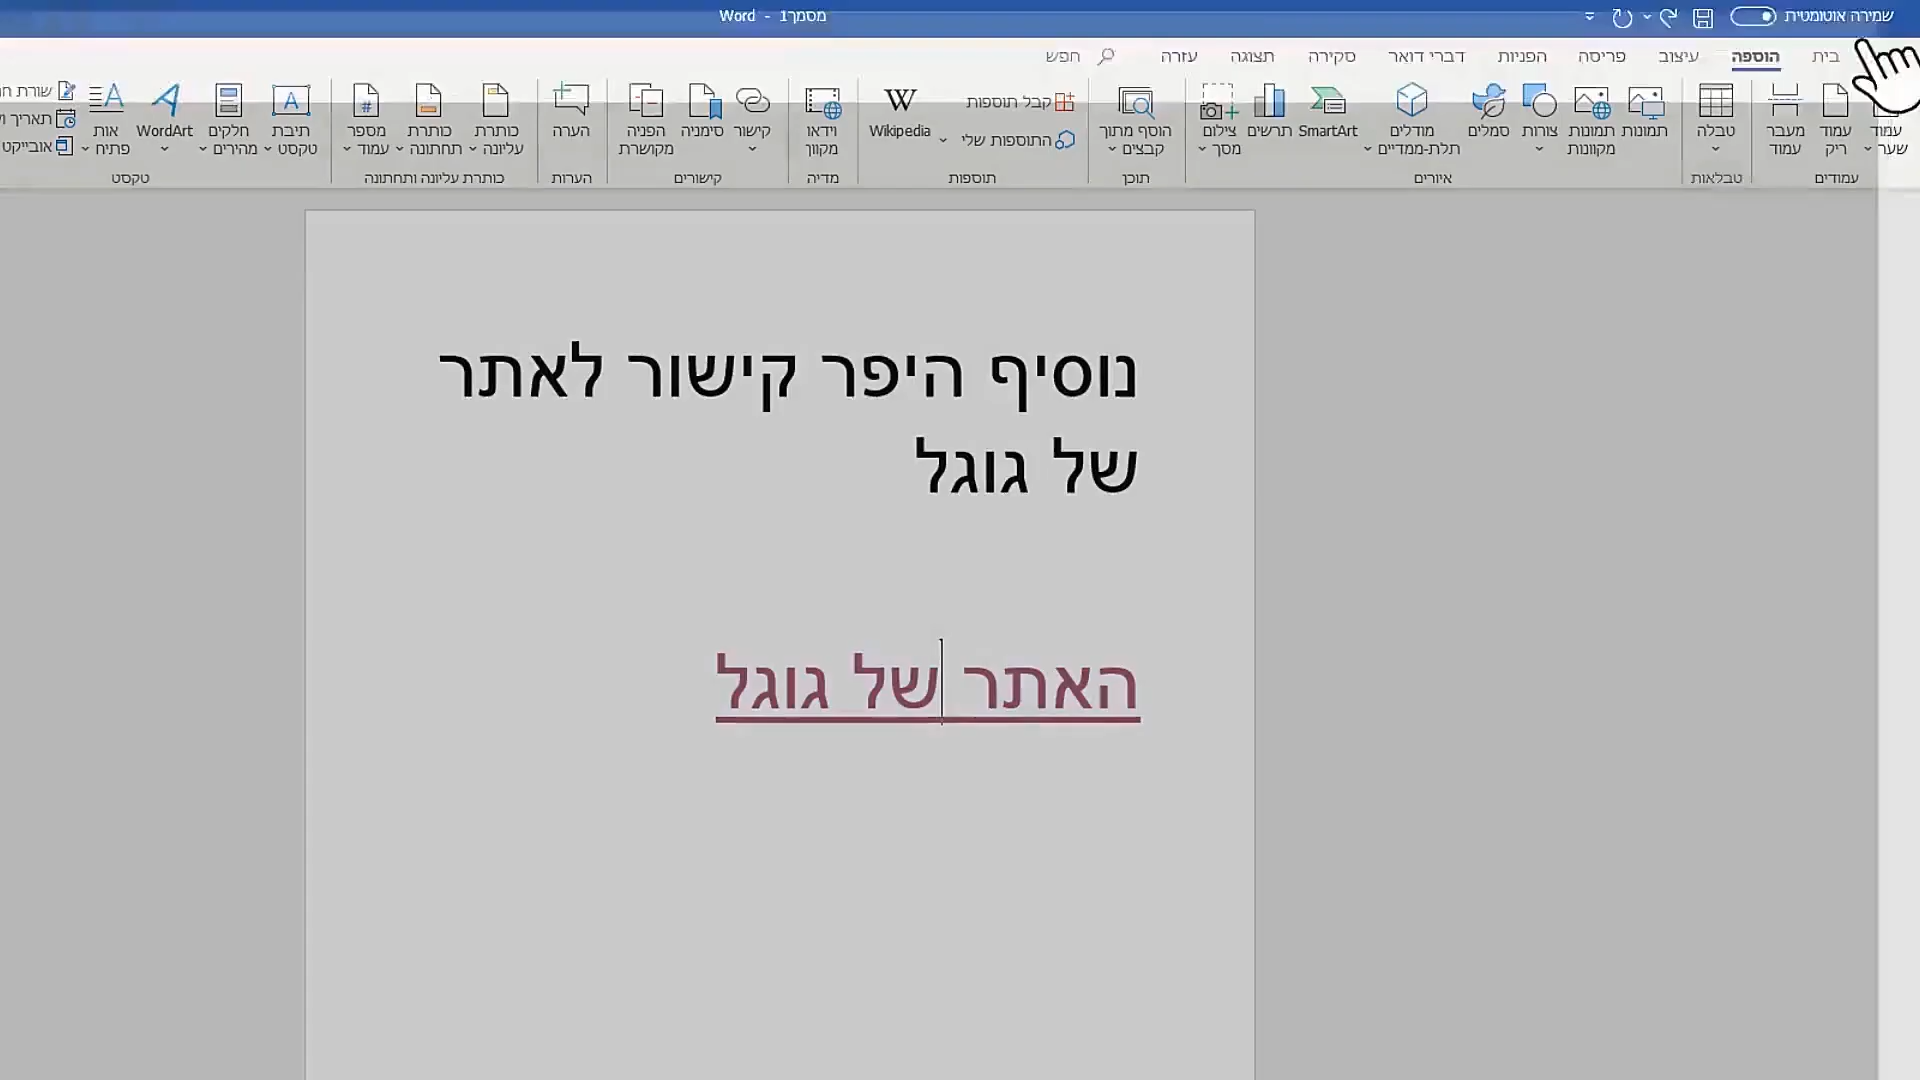 שמירה אוטומטית
מסמך1 - Word
בית הוספה עיצוב פריסה הפניות דברי דואר סקירה תצוגה עזרה חפש
עמוד שער
עמוד ריק
מעבר עמוד
עמודים
טבלה
טבלאות
תמונות
תמונות מקוונות
צורות
סמלים
מודלים תלת-ממדיים
SmartArt
תרשים
צילום מסך
איורים
הוסף מתוך קבצים
תוכן
קבל תוספות
התוספות שלי
Wikipedia
תוספות
וידאו מקוון
מדיה
קישור
סימניה
הפניה מקושרת
קישורים
הערה
הערות
כותרת עליונה
כותרת תחתונה
מספר עמוד
כותרת עליונה ותחתונה
תיבת טקסט
חלקים מהירים
WordArt
אות פתיח
שורת
תאריך
אובייקט
טקסט
נוסיף היפר קישור לאתר
של גוגל
האתר של גוגל